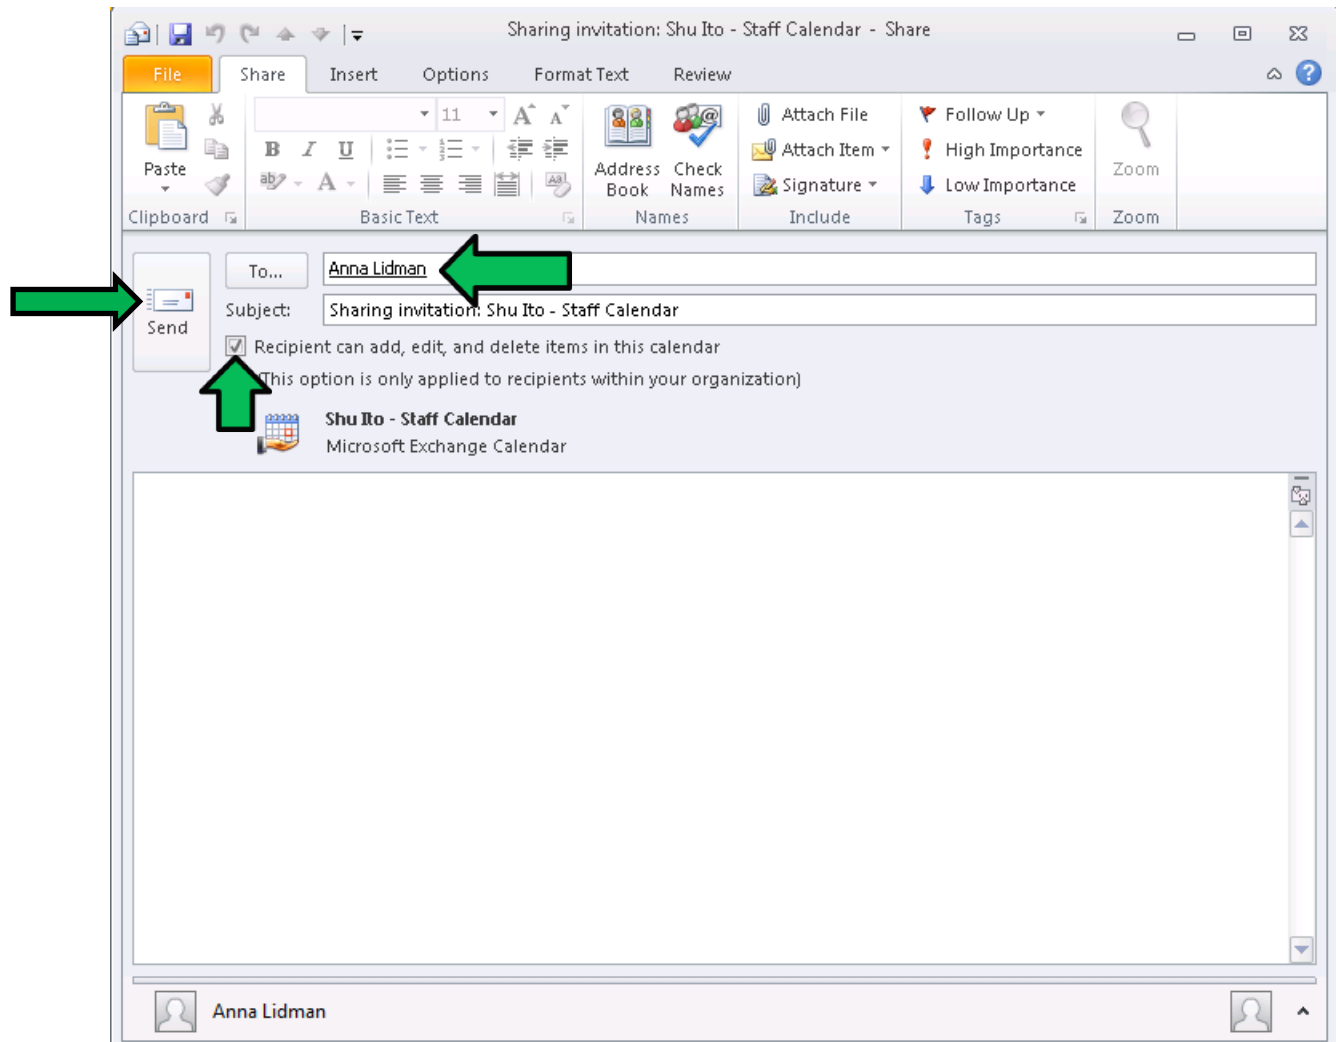 Sharing invitation: Shu Ito - Staff Calendar - Share
File Share Insert Options Format Text Review
11 A A Attach File Follow Up
B I U Attach Item High Importance
Paste Address Check Zoom
Book Names
ab A Aa Signature Low Importance
Clipboard Basic Text Names Include Tags Zoom
To... Anna Lidman
Send
Subject: Sharing invitation: Shu Ito - Staff Calendar
Recipient can add, edit, and delete items in this calendar
(This option is only applied to recipients within your organization)
Shu Ito - Staff Calendar
Microsoft Exchange Calendar
Anna Lidman